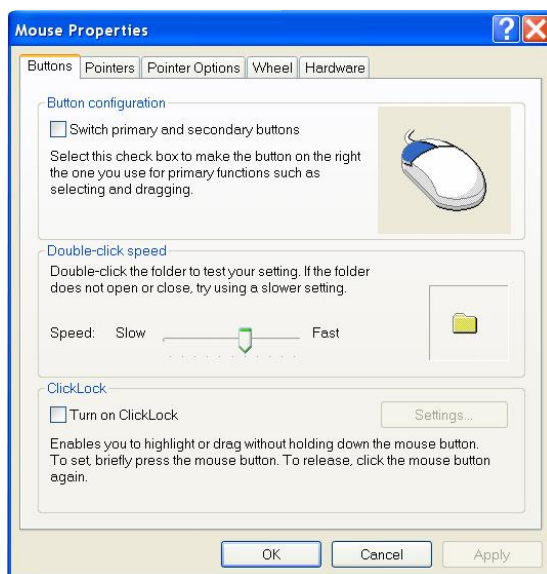 Mouse Properties
?
Buttons Pointers Pointer Options Wheel Hardware
Button configuration
Switch primary and secondary buttons
Select this check box to make the button on the right
the one you use for primary functions such as
selecting and dragging.
Double-click speed
Double-click the folder to test your setting. If the folder
does not open or close, try using a slower setting.
Speed: Slow Fast
ClickLock
Turn on ClickLock Settings...
Enables you to highlight or drag without holding down the mouse button.
To set, briefly press the mouse button. To release, click the mouse button
again.
OK Cancel Apply